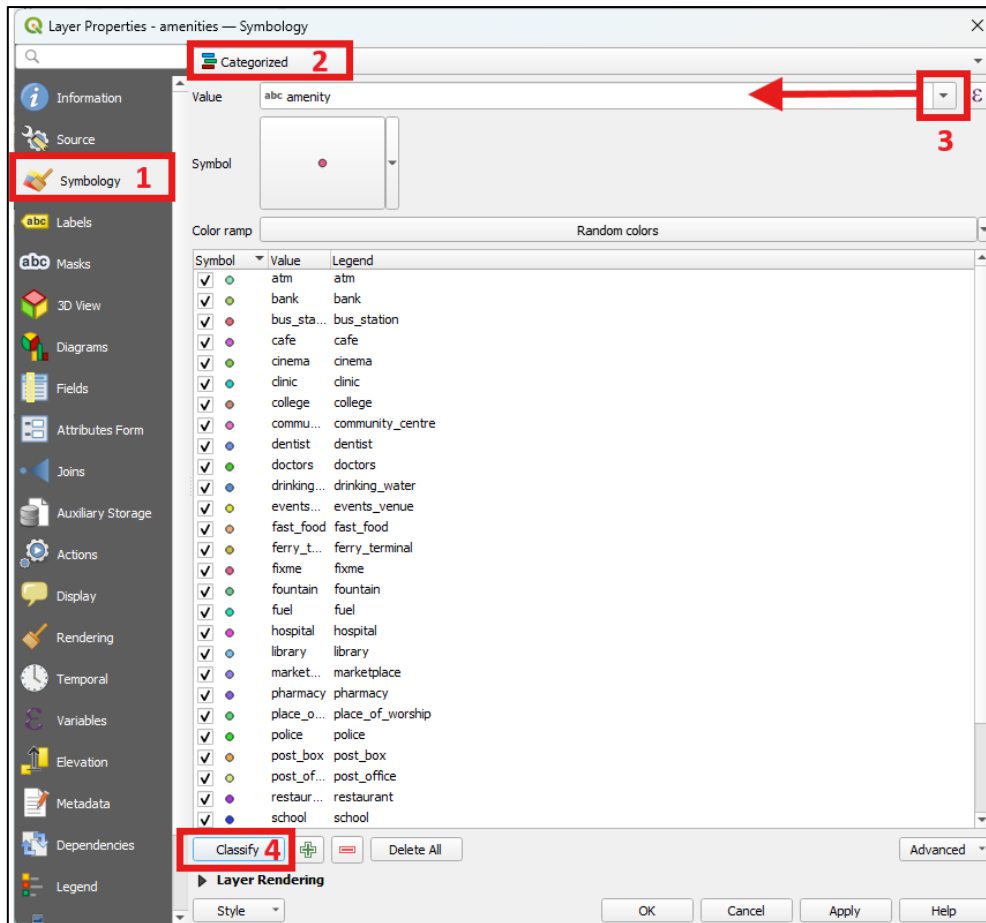 Layer Properties - amenities — Symbology
Categorized 2
Information
Value abc amenity ε
3
Source
Symbology 1
Symbol
abc Labels
Color ramp Random colors
abc Masks
Symbol Value Legend
atm atm
bank bank
3D View
bus_sta... bus_station
cafe cafe
Diagrams
cinema cinema
clinic clinic
Fields
college college
commu... community_centre
Attributes Form
dentist dentist
doctors doctors
Joins
drinking... drinking_water
events... events_venue
Auxiliary Storage
fast_food fast_food
ferry_t... ferry_terminal
Actions
fixme fixme
fountain fountain
Display
fuel fuel
hospital hospital
Rendering
library library
market... marketplace
Temporal
pharmacy pharmacy
place_o... place_of_worship
Variables
police police
post_box post_box
Elevation
post_of... post_office
restaur... restaurant
Metadata
school school
Dependencies
Classify 4 Delete All Advanced
Legend
Layer Rendering
Style OK Cancel Apply Help